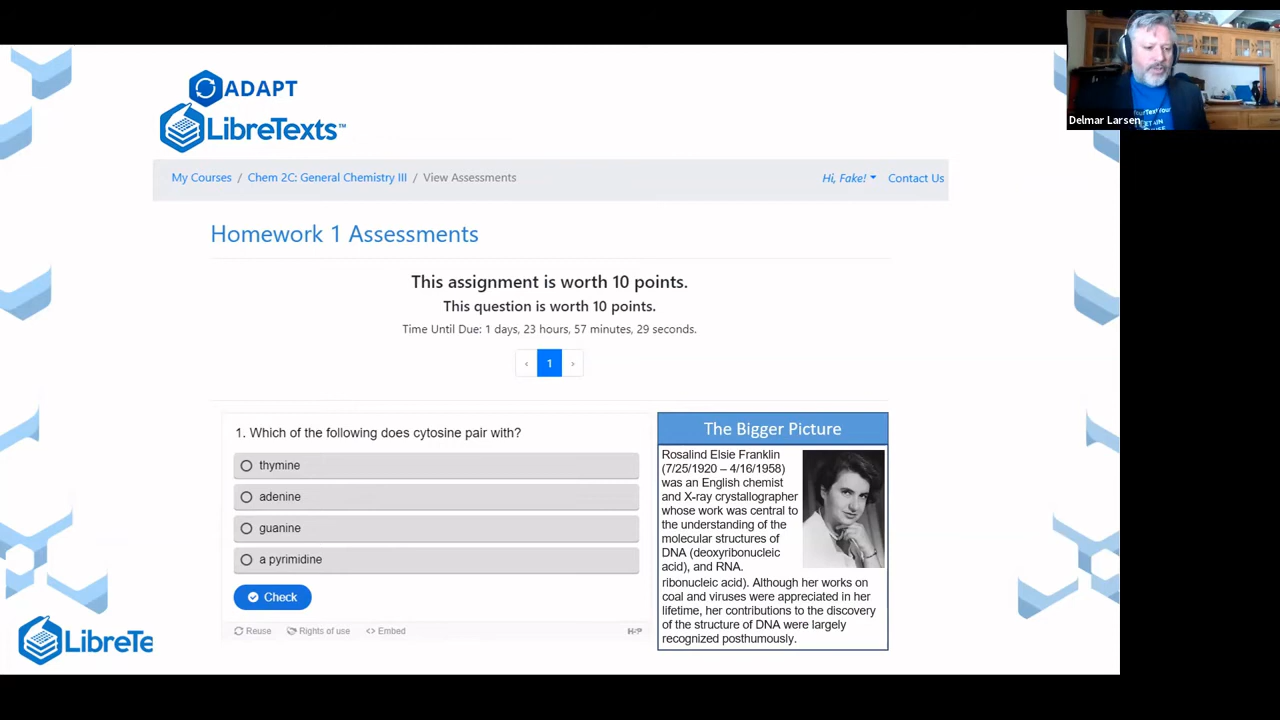 ADAPT
LibreTexts™
Delmar Larsen
My Courses / Chem 2C: General Chemistry III / View Assessments
Hi, Fake! Contact Us
Homework 1 Assessments
This assignment is worth 10 points.
This question is worth 10 points.
Time Until Due: 1 days, 23 hours, 57 minutes, 29 seconds.
‹ 1 ›
1. Which of the following does cytosine pair with?
thymine
adenine
guanine
a pyrimidine
Check
Reuse Rights of use <> Embed H-P
The Bigger Picture
Rosalind Elsie Franklin
(7/25/1920 – 4/16/1958)
was an English chemist
and X-ray crystallographer
whose work was central to
the understanding of the
molecular structures of
DNA (deoxyribonucleic
acid), and RNA.
ribonucleic acid). Although her works on
coal and viruses were appreciated in her
lifetime, her contributions to the discovery
of the structure of DNA were largely
recognized posthumously.
LibreTe